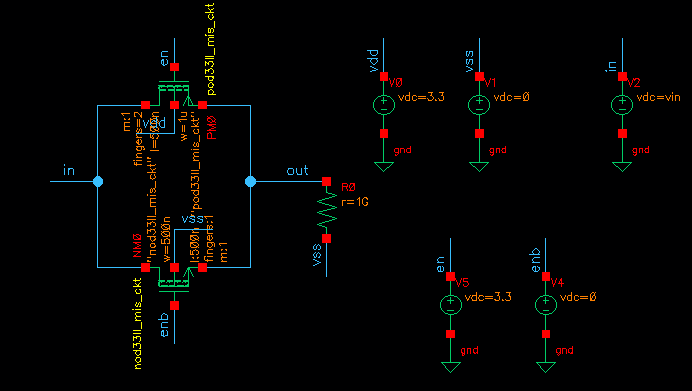 en
pod33ll_mis_ckt
m:1
fingers=2
vdd
l=500n
w=1u
"pod33ll_mis_ckt"
PM0
in
out
R0
r=1G
vss
"nod33ll_mis_ckt"
NM0
w=500n
vss
l:500n
fingers:1
m:1
nod33ll_mis_ckt
enb
vdd
V0
vdc=3.3
gnd
vss
V1
vdc=0
gnd
in
V2
vdc=vin
gnd
en
V5
vdc=3.3
gnd
enb
V4
vdc=0
gnd